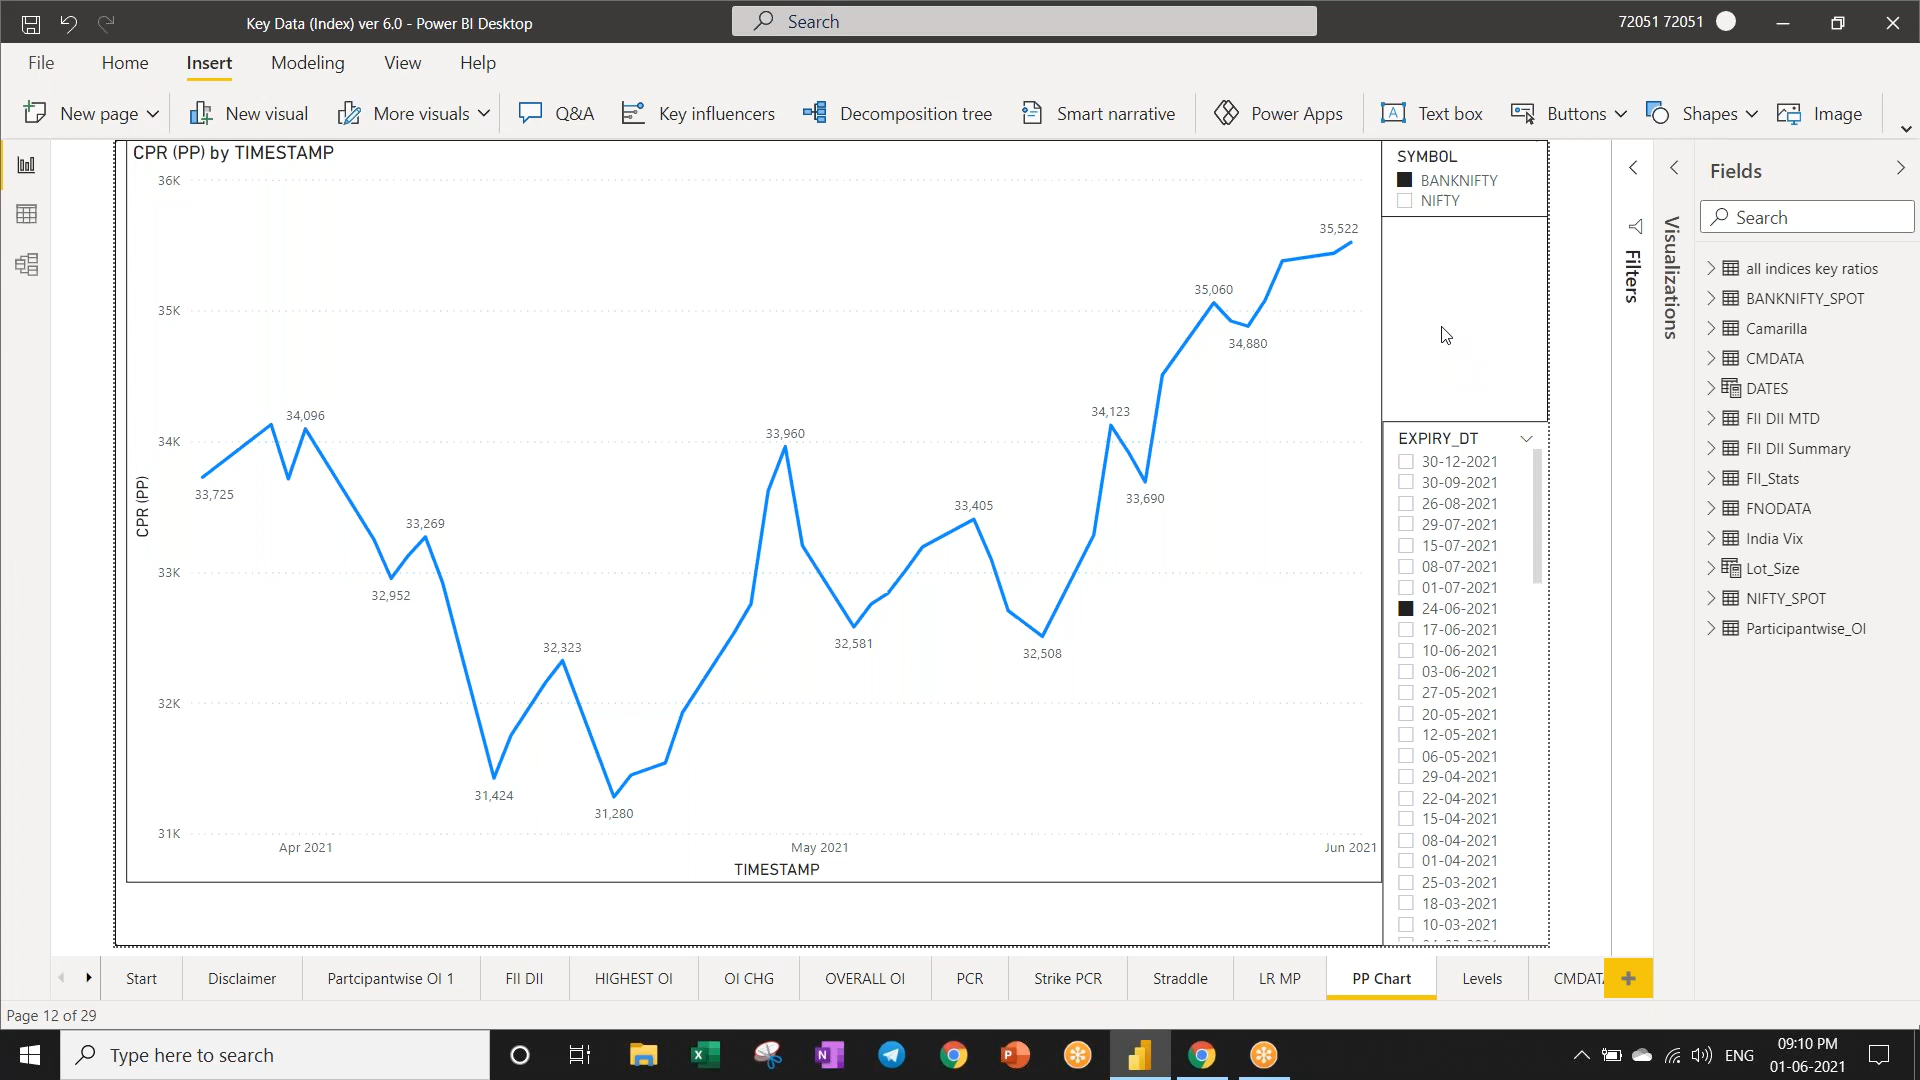 Key Data (Index) ver 6.0 - Power BI Desktop
Search
72051 72051
File Home Insert Modeling View Help
New page New visual More visuals Q&A Key influencers Decomposition tree Smart narrative Power Apps Text box Buttons Shapes Image
CPR (PP) by TIMESTAMP
36K
35K
34K
33K
32K
31K
CPR (PP)
33,725
34,096
32,952
33,269
31,424
32,323
31,280
33,960
32,581
33,405
32,508
34,123
33,690
35,060
34,880
35,522
Apr 2021
May 2021
Jun 2021
TIMESTAMP
SYMBOL
BANKNIFTY
NIFTY
EXPIRY_DT
30-12-2021
30-09-2021
26-08-2021
29-07-2021
15-07-2021
08-07-2021
01-07-2021
24-06-2021
17-06-2021
10-06-2021
03-06-2021
27-05-2021
20-05-2021
12-05-2021
06-05-2021
29-04-2021
22-04-2021
15-04-2021
08-04-2021
01-04-2021
25-03-2021
18-03-2021
10-03-2021
Filters
Visualizations
Fields
Search
all indices key ratios
BANKNIFTY_SPOT
Camarilla
CMDATA
DATES
FII DII MTD
FII DII Summary
FII_Stats
FNODATA
India Vix
Lot_Size
NIFTY_SPOT
Participantwise_OI
Start Disclaimer Partcipantwise OI 1 FII DII HIGHEST OI OI CHG OVERALL OI PCR Strike PCR Straddle LR MP PP Chart Levels CMDATA
Page 12 of 29
Type here to search
ENG
09:10 PM
01-06-2021